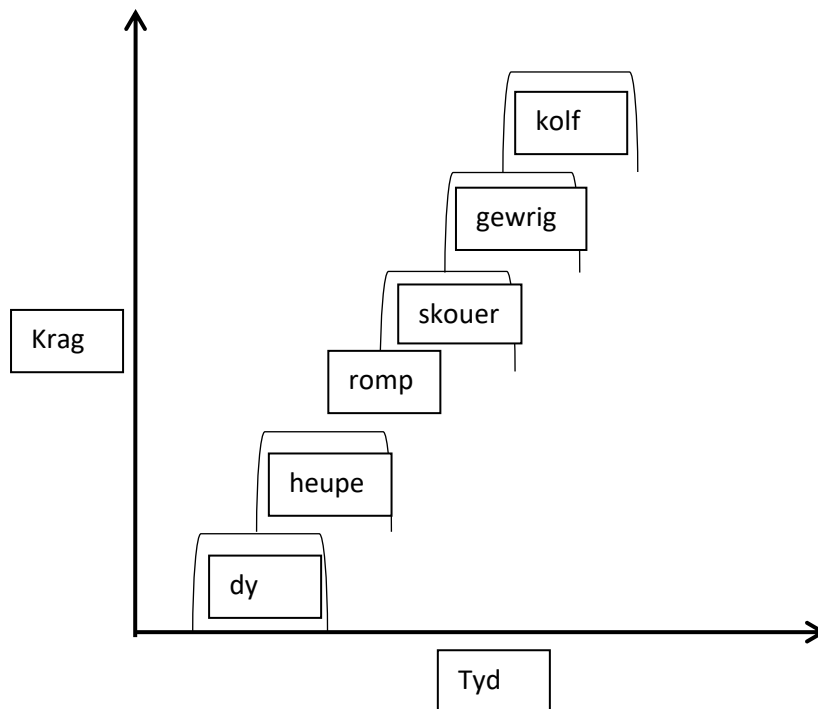 kolf
gewrig
skouer
Krag
romp
heupe
dy
Tyd